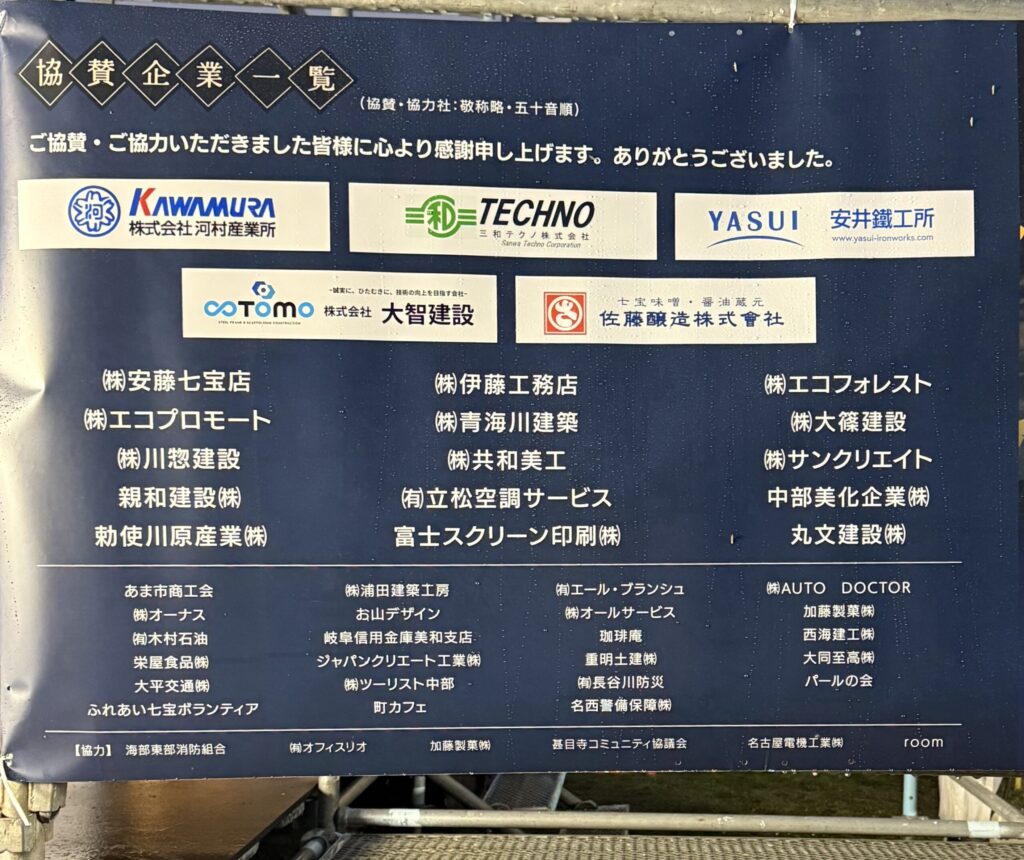 協賛企業一覧
(協賛・協力社:敬称略・五十音順)
ご協賛・ご協力いただきました皆様に心より感謝申し上げます。ありがとうございました。
KAWAMURA
株式会社 河村産業所
和 TECHNO
三和テクノ株式会社
Sanwa Techno Corporation
YASUI 安井鐵工所
www.yasui-ironworks.com
~誠実に、ひたむきに、技術の向上を目指す会社~
TOMO 株式会社 大智建設
七宝味噌・醤油蔵元
佐藤醸造株式會社
㈱安藤七宝店 ㈱伊藤工務店 ㈱エコフォレスト
㈱エコプロモート ㈱青海川建築 ㈱大篠建設
㈱川惣建設 ㈱共和美工 ㈱サンクリエイト
親和建設㈱ ㈲立松空調サービス 中部美化企業㈱
勅使川原産業㈱ 富士スクリーン印刷㈱ 丸文建設㈱
あま市商工会 ㈱浦田建築工房 ㈲エール・ブランシュ ㈱AUTO DOCTOR
㈱オーナス お山デザイン ㈱オールサービス 加藤製菓㈱
㈲木村石油 岐阜信用金庫美和支店 珈琲庵 西海建工㈱
栄屋食品㈱ ジャパンクリエート工業㈱ 重明土建㈱ 大同至高㈱
大平交通㈱ ㈱ツーリスト中部 ㈲長谷川防災 パールの会
ふれあい七宝ボランティア 町カフェ 名西警備保障㈱
【協力】 海部東部消防組合 ㈲オフィスリオ 加藤製菓㈱ 甚目寺コミュニティ協議会 名古屋電機工業㈱ room